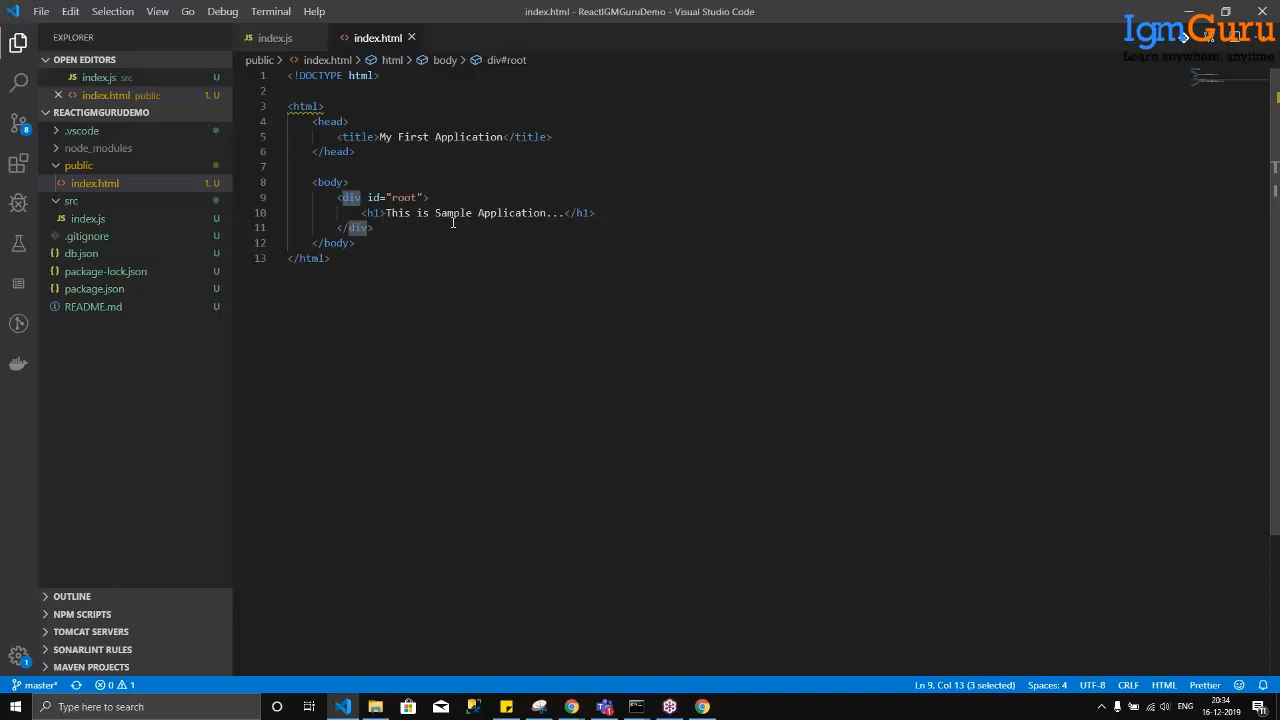 File Edit Selection View Go Debug Terminal Help
index.html - ReactIGMGuruDemo - Visual Studio Code
IgmGuru
Learn anywhere, anytime
EXPLORER
OPEN EDITORS
index.js src U
index.html public 1, U
REACTIGMGURUDEMO
.vscode
node_modules
public
index.html 1, U
src
index.js U
.gitignore U
db.json U
package-lock.json U
package.json U
README.md U
OUTLINE
NPM SCRIPTS
TOMCAT SERVERS
SONARLINT RULES
MAVEN PROJECTS
index.js index.html
public > index.html > html > body > div#root
1 <!DOCTYPE html>
2
3 <html>
4 <head>
5 <title>My First Application</title>
6 </head>
7
8 <body>
9 <div id="root">
10 <h1>This is Sample Application...</h1>
11 </div>
12 </body>
13 </html>
8
1
master* 0 1
Ln 9, Col 13 (3 selected) Spaces: 4 UTF-8 CRLF HTML Prettier
Type here to search
20:34
16-12-2019